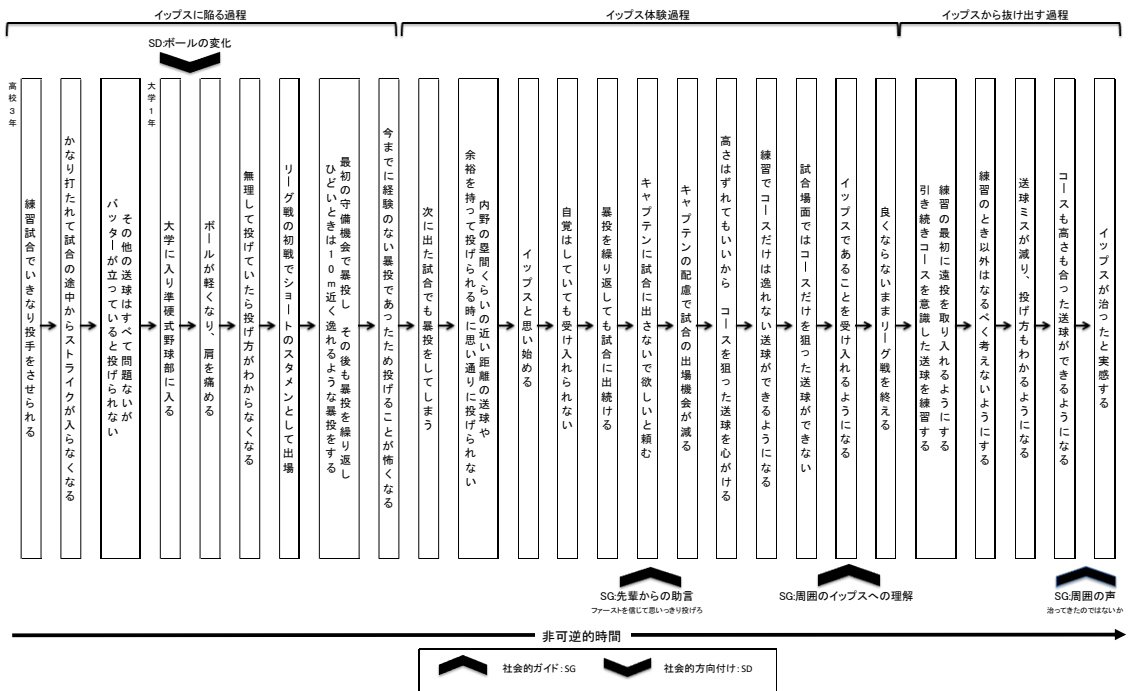 イップスに陥る過程
イップス体験過程
イップスから抜け出す過程
SD:ボールの変化
高校3年
練習試合でいきなり投手をさせられる
かなり打たれて試合の途中からストライクが入らなくなる
その他の送球はすべて問題ないが
バッターが立っていると投げられない
大学1年
大学に入り準硬式野球部に入る
ボールが軽くなり、肩を痛める
無理して投げていたら投げ方がわからなくなる
リーグ戦の初戦でショートのスタメンとして出場
最初の守備機会で暴投し その後も暴投を繰り返し
ひどいときは10m近く逸れるような暴投をする
今までに経験のない暴投であったため投げることが怖くなる
次に出た試合でも暴投をしてしまう
内野の塁間くらいの近い距離の送球や
余裕を持って投げられる時に思い通りに投げられない
イップスと思い始める
自覚はしていても受け入れられない
暴投を繰り返しても試合に出続ける
キャプテンに試合に出さないで欲しいと頼む
キャプテンの配慮で試合の出場機会が減る
高さはずれてもいいから コースを狙った送球を心がける
練習でコースだけは逸れない送球ができるようになる
試合場面ではコースだけを狙った送球ができない
イップスであることを受け入れるようになる
良くならないままリーグ戦を終える
練習の最初に遠投を取り入れるようにする
引き続きコースを意識した送球を練習する
練習のとき以外はなるべく考えないようにする
送球ミスが減り、投げ方もわかるようになる
コースも高さも合った送球ができるようになる
イップスが治ったと実感する
SG:先輩からの助言
ファーストを信じて思いっきり投げろ
SG:周囲のイップスへの理解
SG:周囲の声
治ってきたのではないか
非可逆的時間
社会的ガイド:SG
社会的方向付け:SD